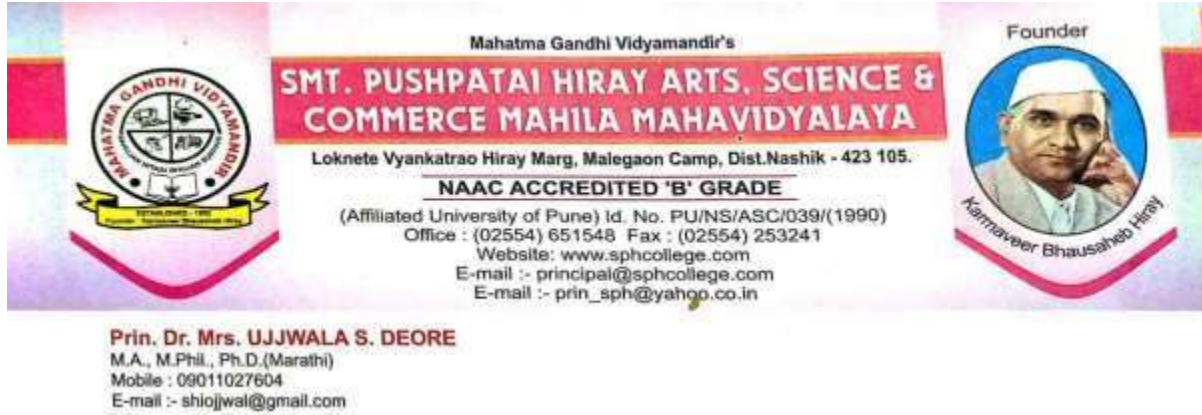 Mahatma Gandhi Vidyamandir's
SMT. PUSHPATAI HIRAY ARTS, SCIENCE &
COMMERCE MAHILA MAHAVIDYALAYA
Loknete Vyankatrao Hiray Marg, Malegaon Camp, Dist.Nashik - 423 105.
NAAC ACCREDITED 'B' GRADE
(Affiliated University of Pune) Id. No. PU/NS/ASC/039/(1990)
Office : (02554) 651548 Fax : (02554) 253241
Website: www.sphcollege.com
E-mail :- principal@sphcollege.com
E-mail :- prin_sph@yahoo.co.in
MAHATMA GANDHI VIDYAMANDIR
ESTABLISHED - 1952
Founder
Karmaveer Bhausaheb Hiray
Prin. Dr. Mrs. UJJWALA S. DEORE
M.A., M.Phil., Ph.D.(Marathi)
Mobile : 09011027604
E-mail :- shiojjwal@gmail.com